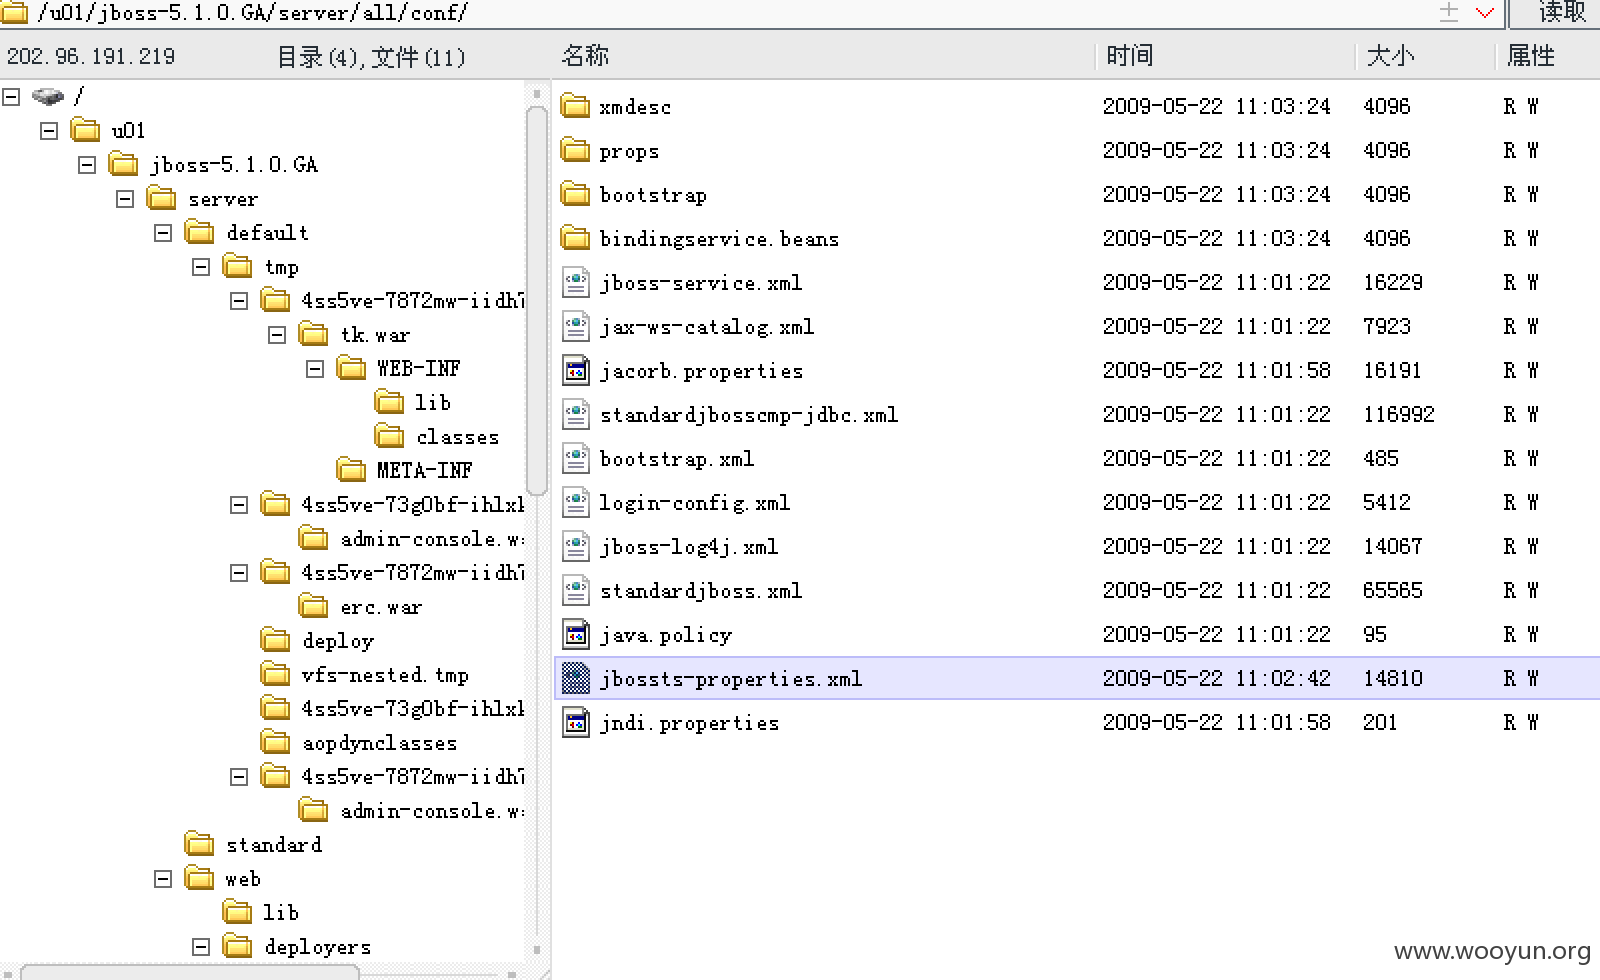 /u01/jboss-5.1.0.GA/server/all/conf/ 读取
202.96.191.219 目录(4),文件(11) 名称 时间 大小 属性
/
u01
jboss-5.1.0.GA
server
default
tmp
4ss5ve-7872mw-iidh7
tk.war
WEB-INF
lib
classes
META-INF
4ss5ve-73g0bf-ihlxl
admin-console.w
4ss5ve-7872mw-iidh7
erc.war
deploy
vfs-nested.tmp
4ss5ve-73g0bf-ihlxl
aopdynclasses
4ss5ve-7872mw-iidh7
admin-console.w
standard
web
lib
deployers
xmdesc 2009-05-22 11:03:24 4096 R W
props 2009-05-22 11:03:24 4096 R W
bootstrap 2009-05-22 11:03:24 4096 R W
bindingservice.beans 2009-05-22 11:03:24 4096 R W
jboss-service.xml 2009-05-22 11:01:22 16229 R W
jax-ws-catalog.xml 2009-05-22 11:01:22 7923 R W
jacorb.properties 2009-05-22 11:01:58 16191 R W
standardjbosscmp-jdbc.xml 2009-05-22 11:01:22 116992 R W
bootstrap.xml 2009-05-22 11:01:22 485 R W
login-config.xml 2009-05-22 11:01:22 5412 R W
jboss-log4j.xml 2009-05-22 11:01:22 14067 R W
standardjboss.xml 2009-05-22 11:01:22 65565 R W
java.policy 2009-05-22 11:01:22 95 R W
jbossts-properties.xml 2009-05-22 11:02:42 14810 R W
jndi.properties 2009-05-22 11:01:58 201 R W
www.wooyun.org